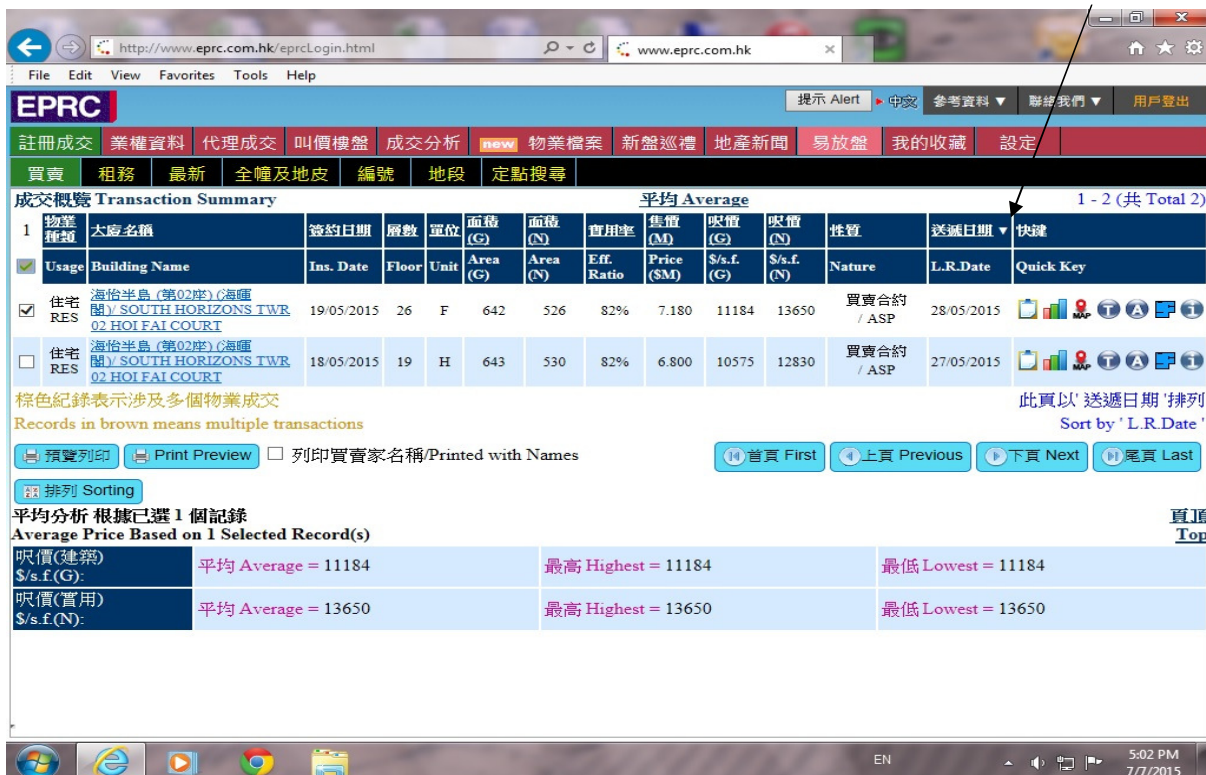 http://www.eprc.com.hk/eprcLogin.html
www.eprc.com.hk
File Edit View Favorites Tools Help
EPRC 提示 Alert 中文 參考資料 ▼ 聯絡我們 ▼ 用戶登出
註冊成交 業權資料 代理成交 叫價樓盤 成交分析 new 物業檔案 新盤巡禮 地產新聞 易放盤 我的收藏 設定
買賣 租務 最新 全幢及地皮 編號 地段 定點搜尋
成交概覽 Transaction Summary 平均 Average 1 - 2 (共 Total 2)
1 物業種類 大廈名稱 簽約日期 層數 單位 面積 (G) 面積 (N) 實用率 售價 (M) 呎價 (G) 呎價 (N) 性質 送遞日期 ▼ 快鍵
Usage Building Name Ins. Date Floor Unit Area (G) Area (N) Eff. Ratio Price ($M) $/s.f. (G) $/s.f. (N) Nature L.R.Date Quick Key
住宅 RES 海怡半島 (第02座) (海暉閣)/ SOUTH HORIZONS TWR 02 HOI FAI COURT 19/05/2015 26 F 642 526 82% 7.180 11184 13650 買賣合約 / ASP 28/05/2015 MAP T A i
住宅 RES 海怡半島 (第02座) (海暉閣)/ SOUTH HORIZONS TWR 02 HOI FAI COURT 18/05/2015 19 H 643 530 82% 6.800 10575 12830 買賣合約 / ASP 27/05/2015 MAP T A i
棕色紀錄表示涉及多個物業成交 此頁以' 送遞日期 '排列
Records in brown means multiple transactions Sort by ' L.R.Date '
預覽列印 Print Preview 列印買賣家名稱/Printed with Names 首頁 First 上頁 Previous 下頁 Next 尾頁 Last
排列 Sorting
平均分析 根據已選 1 個記錄 頁頂
Average Price Based on 1 Selected Record(s) Top
呎價(建築) $/s.f.(G): 平均 Average = 11184 最高 Highest = 11184 最低 Lowest = 11184
呎價(實用) $/s.f.(N): 平均 Average = 13650 最高 Highest = 13650 最低 Lowest = 13650
EN 5:02 PM
7/7/2015